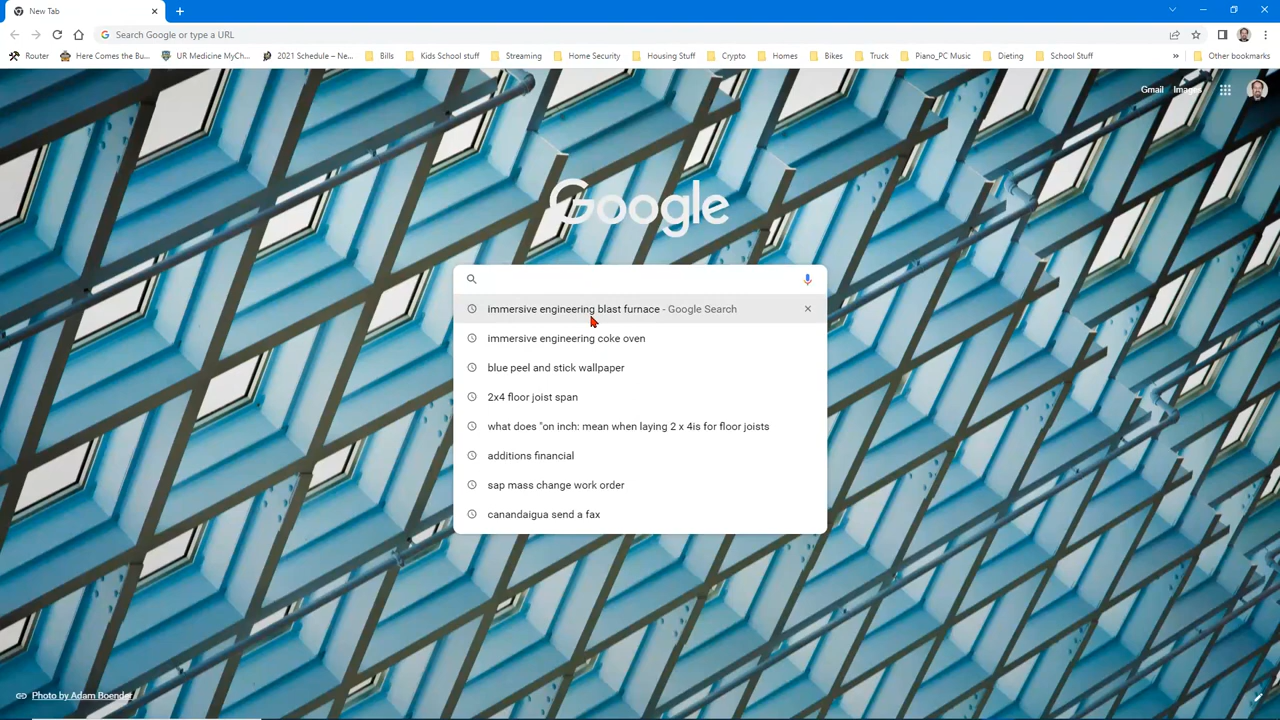 New Tab
Search Google or type a URL
Router Here Comes the Bu... UR Medicine MyCh... 2021 Schedule – Ne... Bills Kids School stuff Streaming Home Security Housing Stuff Crypto Homes Bikes Truck Piano_PC Music Dieting School Stuff » Other bookmarks
Gmail Images
Google
immersive engineering blast furnace - Google Search
immersive engineering coke oven
blue peel and stick wallpaper
2x4 floor joist span
what does "on inch: mean when laying 2 x 4is for floor joists
additions financial
sap mass change work order
canandaigua send a fax
Photo by Adam Boender